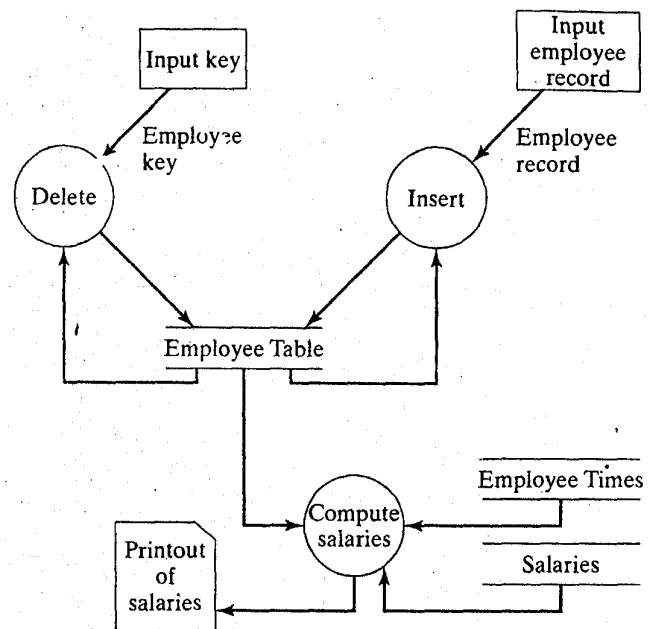 Input key
Input
employee
record
Employee
key
Employee
record
Delete
Insert
Employee Table
Employee Times
Compute
salaries
Salaries
Printout
of
salaries